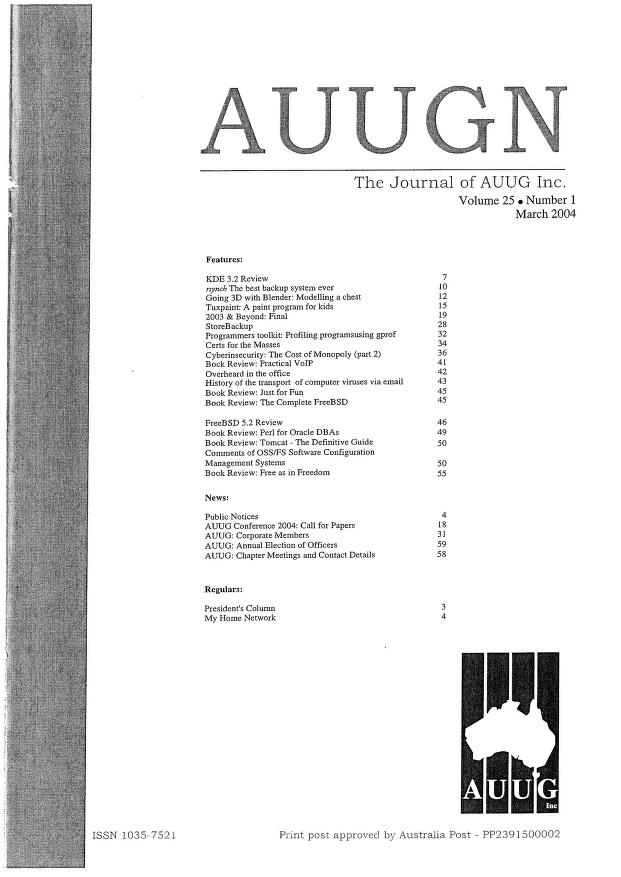 AUUGN
The Journal of AUUG Inc.
Volume 25 • Number 1
March 2004
Features:
KDE 3.2 Review 7
rsynch The best backup system ever 10
Going 3D with Blender: Modelling a chest 12
Tuxpaint: A paint program for kids 15
2003 & Beyond: Final 19
StoreBackup 28
Programmers toolkit: Profiling programsusing gprof 32
Certs for the Masses 34
Cyberinsecurity: The Cost of Monopoly (part 2) 36
Book Review: Practical VoIP 41
Overheard in the office 42
History of the transport of computer viruses via email 43
Book Review: Just for Fun 45
Book Review: The Complete FreeBSD 45
FreeBSD 5.2 Review 46
Book Review: Perl for Oracle DBAs 49
Book Review: Tomcat - The Definitive Guide 50
Comments of OSS/FS Software Configuration
Management Systems 50
Book Review: Free as in Freedom 55
News:
Public Notices 4
AUUG Conference 2004: Call for Papers 18
AUUG: Corporate Members 31
AUUG: Annual Election of Officers 59
AUUG: Chapter Meetings and Contact Details 58
Regulars:
President's Column 3
My Home Network 4
AUUG
Inc
ISSN 1035-7521
Print post approved by Australia Post - PP2391500002